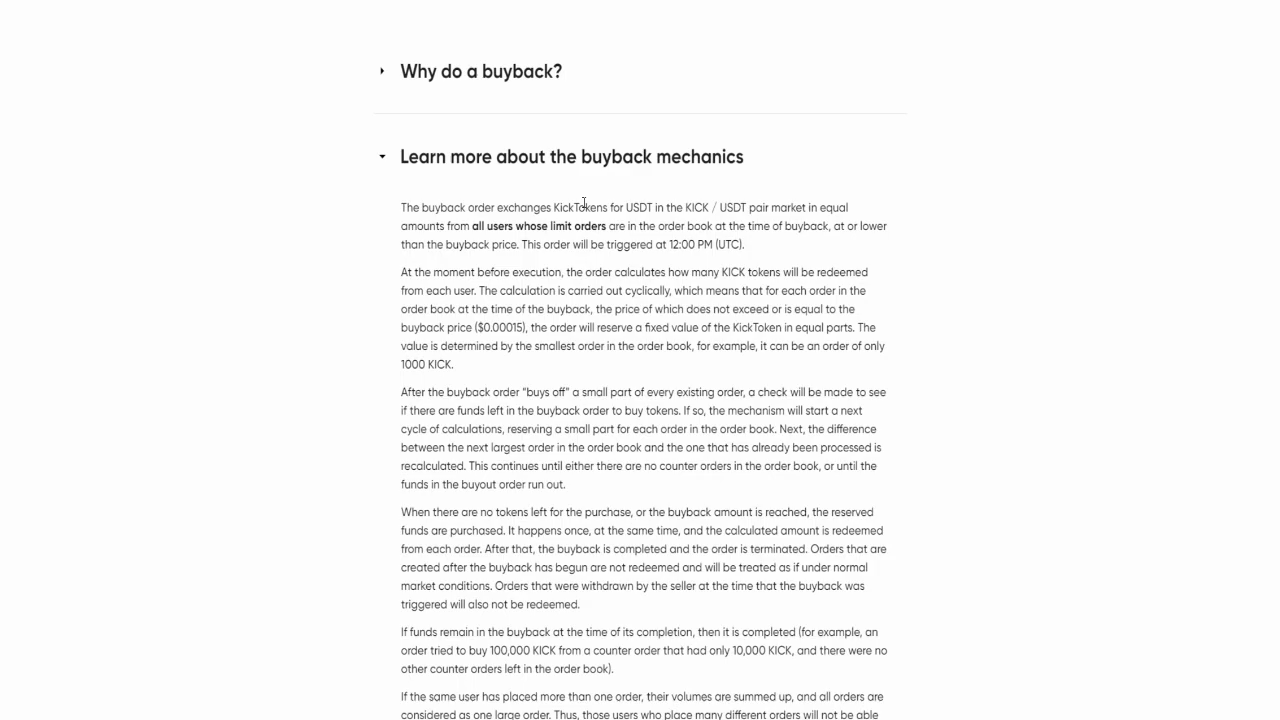 Why do a buyback?
Learn more about the buyback mechanics
The buyback order exchanges KickTokens for USDT in the KICK / USDT pair market in equal
amounts from all users whose limit orders are in the order book at the time of buyback, at or lower
than the buyback price. This order will be triggered at 12:00 PM (UTC).
At the moment before execution, the order calculates how many KICK tokens will be redeemed
from each user. The calculation is carried out cyclically, which means that for each order in the
order book at the time of the buyback, the price of which does not exceed or is equal to the
buyback price ($0.00015), the order will reserve a fixed value of the KickToken in equal parts. The
value is determined by the smallest order in the order book, for example, it can be an order of only
1000 KICK.
After the buyback order “buys off” a small part of every existing order, a check will be made to see
if there are funds left in the buyback order to buy tokens. If so, the mechanism will start a next
cycle of calculations, reserving a small part for each order in the order book. Next, the difference
between the next largest order in the order book and the one that has already been processed is
recalculated. This continues until either there are no counter orders in the order book, or until the
funds in the buyout order run out.
When there are no tokens left for the purchase, or the buyback amount is reached, the reserved
funds are purchased. It happens once, at the same time, and the calculated amount is redeemed
from each order. After that, the buyback is completed and the order is terminated. Orders that are
created after the buyback has begun are not redeemed and will be treated as if under normal
market conditions. Orders that were withdrawn by the seller at the time that the buyback was
triggered will also not be redeemed.
If funds remain in the buyback at the time of its completion, then it is completed (for example, an
order tried to buy 100,000 KICK from a counter order that had only 10,000 KICK, and there were no
other counter orders left in the order book).
If the same user has placed more than one order, their volumes are summed up, and all orders are
considered as one large order. Thus, those users who place many different orders will not be able